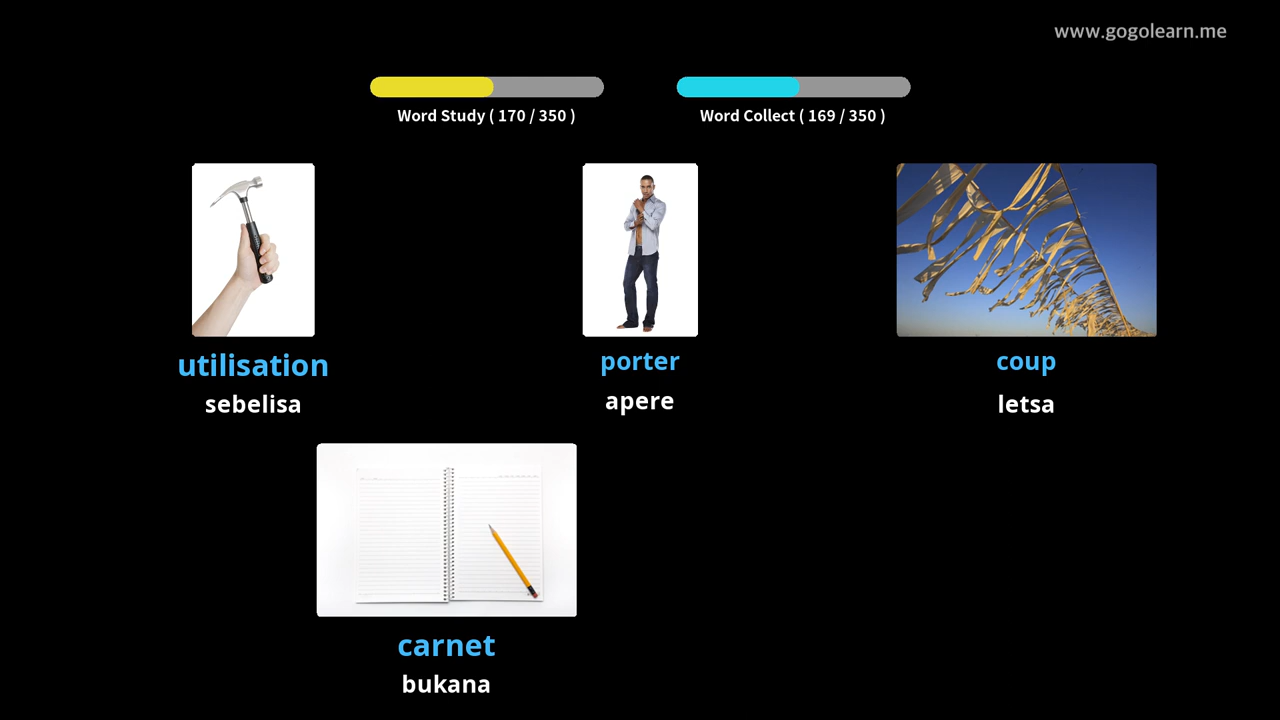 www.gogolearn.me
Word Study ( 170 / 350 )
Word Collect ( 169 / 350 )
utilisation
sebelisa
porter
apere
coup
letsa
carnet
bukana